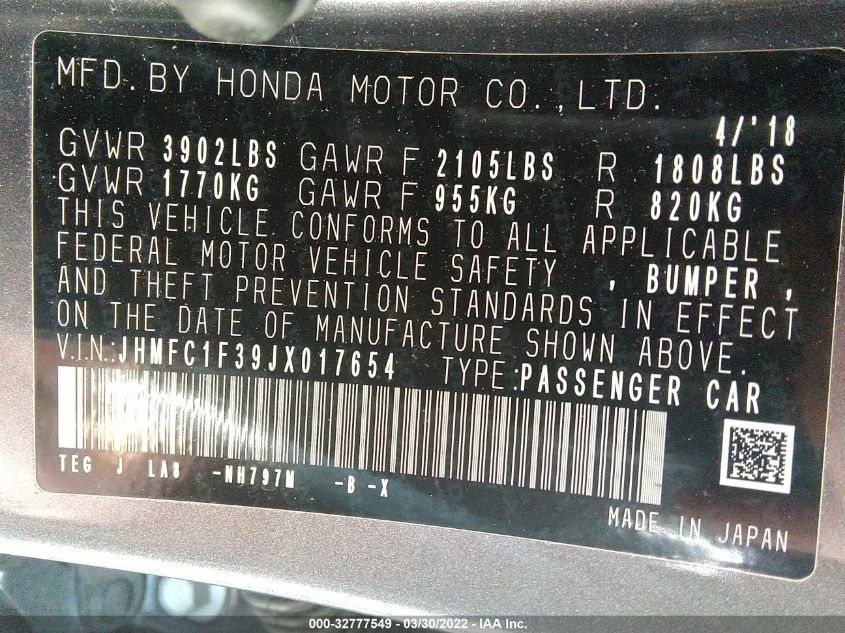 MFD. BY HONDA MOTOR CO., LTD.
4/'18
GVWR 3902LBS GAWR F 2105LBS R 1808LBS
GVWR 1770KG GAWR F 955KG R 820KG
THIS VEHICLE CONFORMS TO ALL APPLICABLE
FEDERAL MOTOR VEHICLE SAFETY , BUMPER ,
AND THEFT PREVENTION STANDARDS IN EFFECT
ON THE DATE OF MANUFACTURE SHOWN ABOVE.
V.I.N.:JHMFC1F39JX017654 TYPE:PASSENGER CAR
TEG J LA8 -NH797M -B -X
MADE IN JAPAN
000-32777549 - 03/30/2022 - IAA Inc.